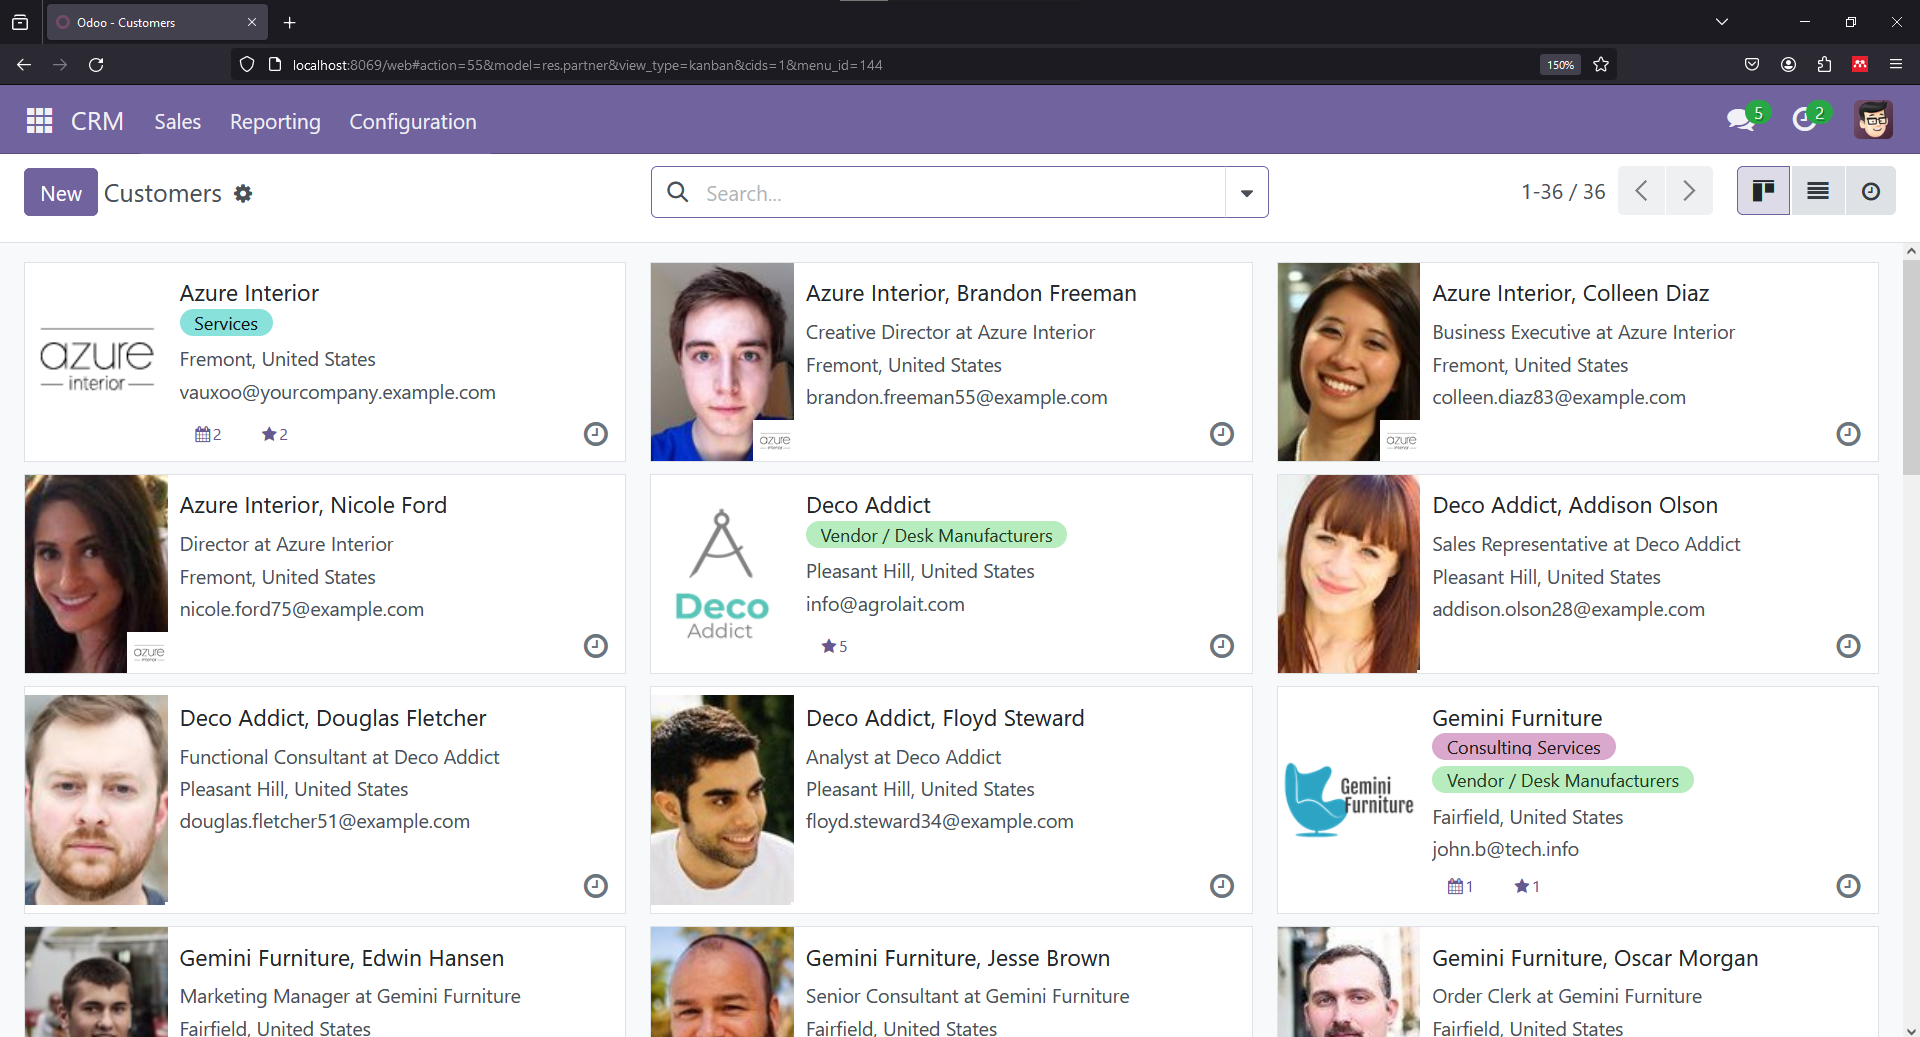 Odoo - Customers
localhost:8069/web#action=55&model=res.partner&view_type=kanban&cids=1&menu_id=144
150%
CRM
Sales
Reporting
Configuration
5
2
New
Customers
Search...
1-36 / 36
Azure Interior
Services
Fremont, United States
vauxoo@yourcompany.example.com
2
2
azure
interior
Azure Interior, Brandon Freeman
Creative Director at Azure Interior
Fremont, United States
brandon.freeman55@example.com
azure
interior
Azure Interior, Colleen Diaz
Business Executive at Azure Interior
Fremont, United States
colleen.diaz83@example.com
azure
interior
Azure Interior, Nicole Ford
Director at Azure Interior
Fremont, United States
nicole.ford75@example.com
azure
interior
Deco Addict
Vendor / Desk Manufacturers
Pleasant Hill, United States
info@agrolait.com
5
Deco
Addict
Deco Addict, Addison Olson
Sales Representative at Deco Addict
Pleasant Hill, United States
addison.olson28@example.com
Deco Addict, Douglas Fletcher
Functional Consultant at Deco Addict
Pleasant Hill, United States
douglas.fletcher51@example.com
Deco Addict, Floyd Steward
Analyst at Deco Addict
Pleasant Hill, United States
floyd.steward34@example.com
Gemini Furniture
Consulting Services
Vendor / Desk Manufacturers
Fairfield, United States
john.b@tech.info
1
1
Gemini
Furniture
Gemini Furniture, Edwin Hansen
Marketing Manager at Gemini Furniture
Fairfield, United States
Gemini Furniture, Jesse Brown
Senior Consultant at Gemini Furniture
Fairfield, United States
Gemini Furniture, Oscar Morgan
Order Clerk at Gemini Furniture
Fairfield, United States